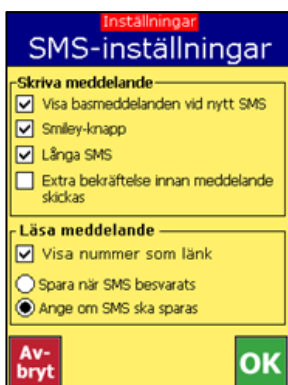 Inställningar
SMS-inställningar
Skriva meddelande
Visa basmeddelanden vid nytt SMS
Smiley-knapp
Långa SMS
Extra bekräftelse innan meddelande
skickas
Läsa meddelande
Visa nummer som länk
Spara när SMS besvarats
Ange om SMS ska sparas
Av-
bryt
OK